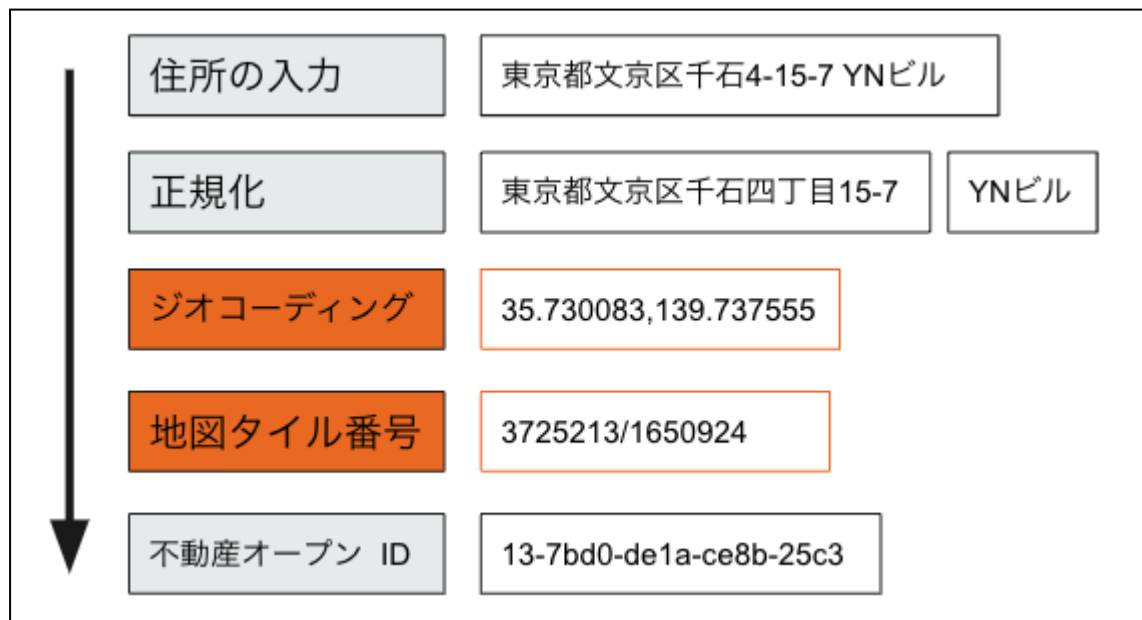 住所の入力
東京都文京区千石4-15-7 YNビル
正規化
東京都文京区千石四丁目15-7
YNビル
ジオコーディング
35.730083,139.737555
地図タイル番号
3725213/1650924
不動産オープン ID
13-7bd0-de1a-ce8b-25c3